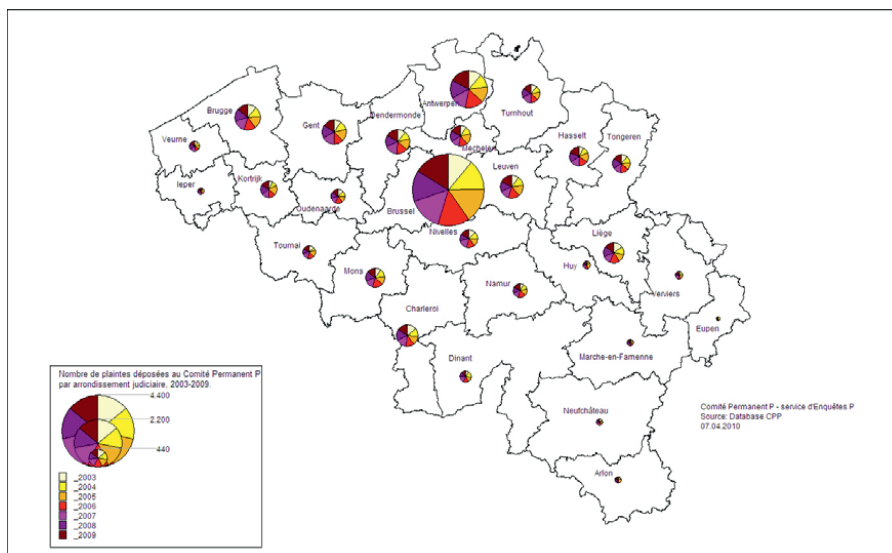 Antwerpen
Turnhout
Brugge
Gent
Dendermonde
Mechelen
Hasselt
Tongeren
Veurne
Ieper
Kortrijk
Oudenaarde
Brussel
Leuven
Nivelles
Liège
Tournai
Mons
Huy
Namur
Verviers
Charleroi
Eupen
Dinant
Marche-en-Famenne
Neufchâteau
Arlon
Nombre de plaintes déposées au Comité Permanent P
par arrondissement judiciaire, 2003-2009.
4,400
2,200
440
_2003
_2004
_2005
_2006
_2007
_2008
_2009
Comité Permanent P - service d'Enquêtes P
Source: Database CPP
07.04.2010